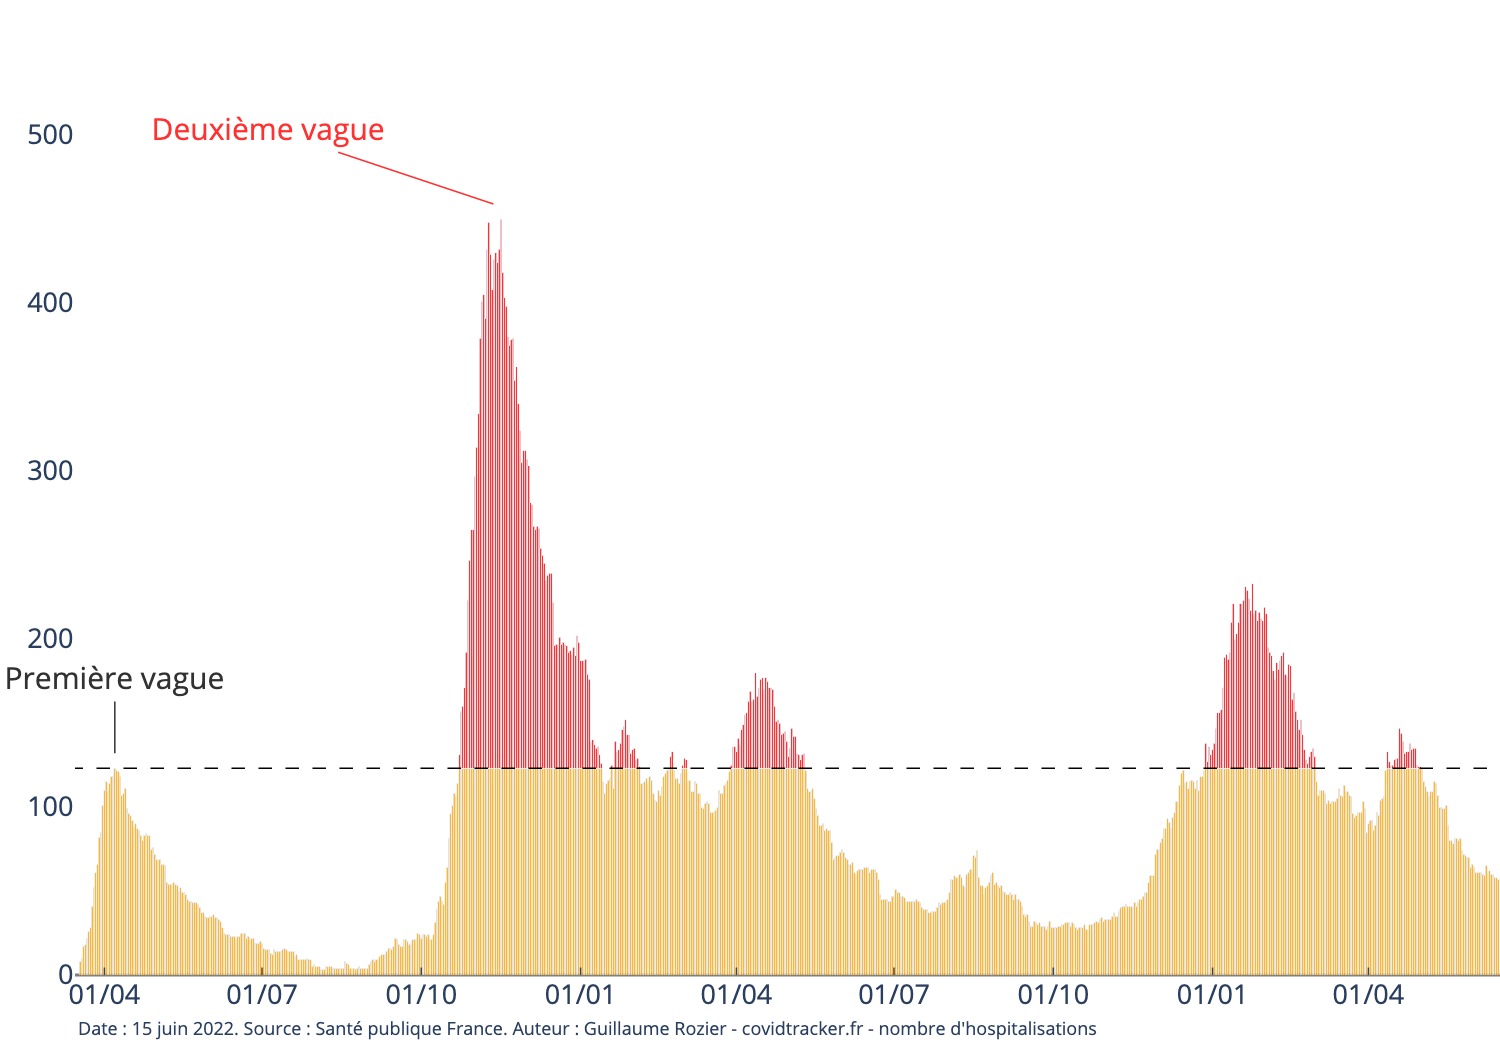 500
Deuxième vague
400
300
200
Première vague
100
0
01/04 01/07 01/10 01/01 01/04 01/07 01/10 01/01 01/04
Date : 15 juin 2022. Source : Santé publique France. Auteur : Guillaume Rozier - covidtracker.fr - nombre d'hospitalisations